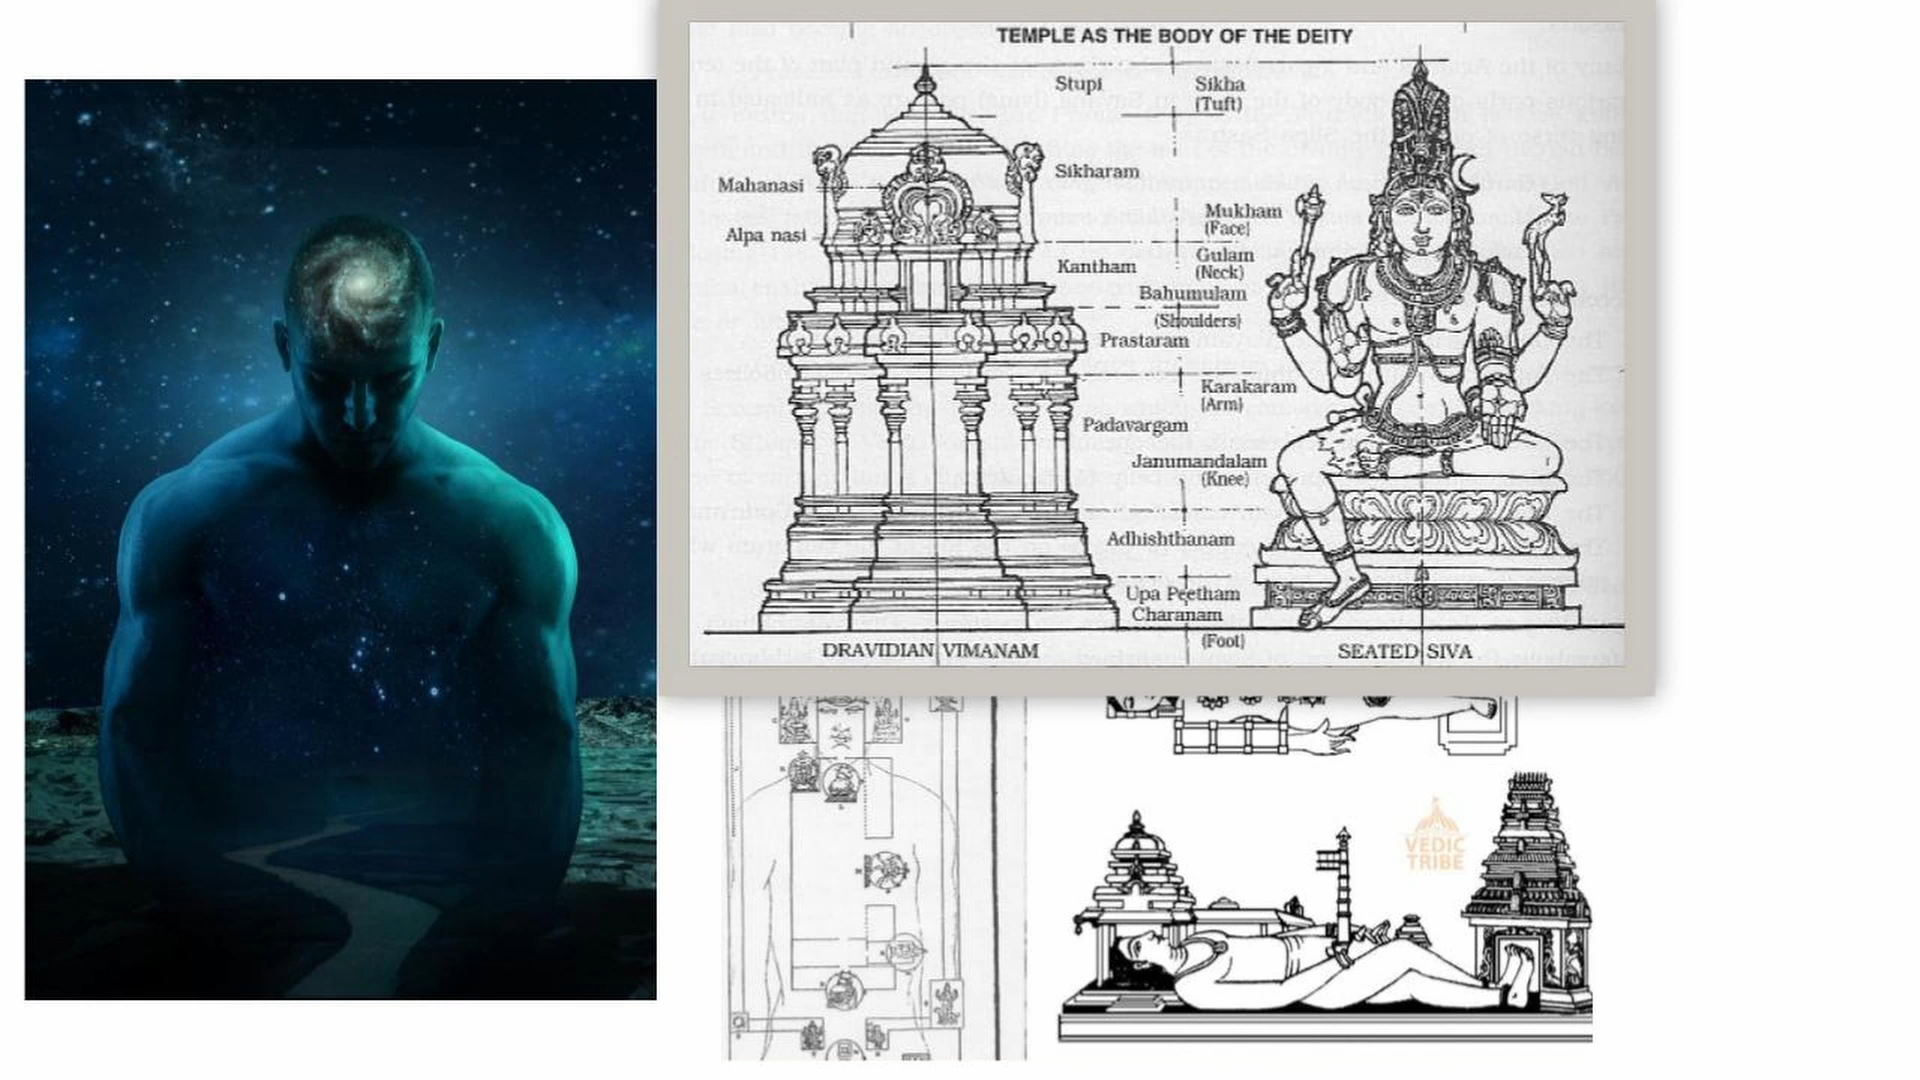 TEMPLE AS THE BODY OF THE DEITY
Stupi
Sikha
(Tuft)
Mahanasi
Sikharam
Mukham
(Face)
Alpa nasi
Gulam
(Neck)
Kantham
Bahumulam
(Shoulders)
Prastaram
Karakaram
(Arm)
Padavargam
Janumandalam
(Knee)
Adhishthanam
Upa Peetham
Charanam
(Foot)
DRAVIDIAN VIMANAM
SEATED SIVA
VEDIC
TRIBE